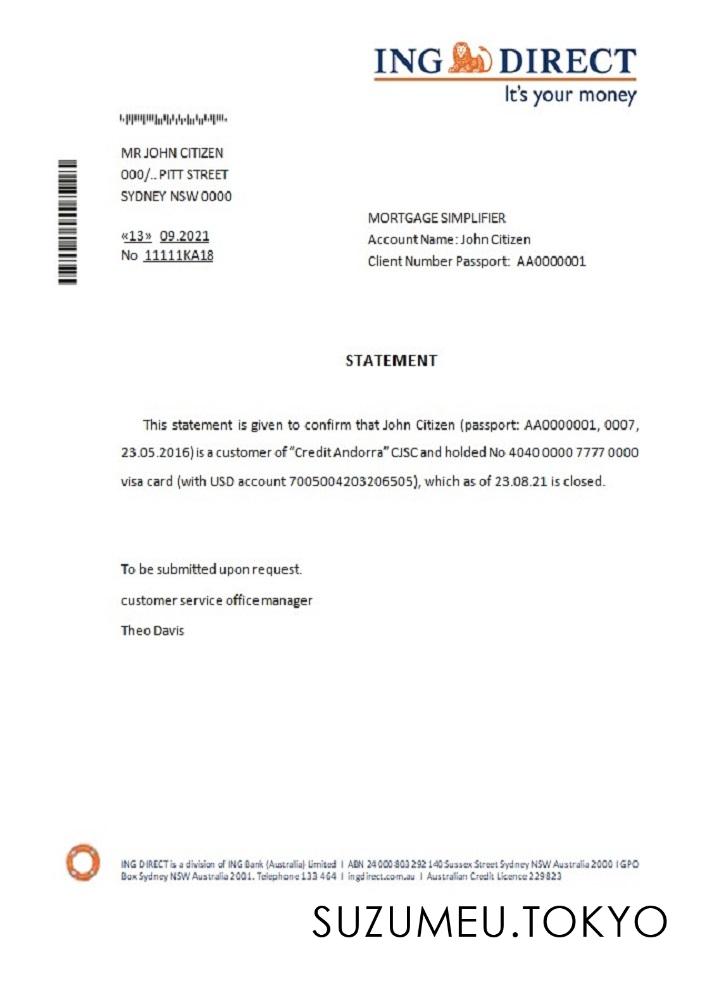 ING DIRECT
It's your money
MR JOHN CITIZEN
000/.. PITT STREET
SYDNEY NSW 0000
«13» 09.2021
No 11111KA18
MORTGAGE SIMPLIFIER
Account Name: John Citizen
Client Number Passport: AA0000001
STATEMENT
This statement is given to confirm that John Citizen (passport: AA0000001, 0007,
23.05.2016) is a customer of "Credit Andorra" CJSC and holded No 4040 0000 7777 0000
visa card (with USD account 7005004203206505), which as of 23.08.21 is closed.
To be submitted upon request.
customer service office manager
Theo Davis
ING DIRECT is a division of ING Bank (Australia) Limited | ABN 24 000 803 292 140 Sussex Street Sydney NSW Australia 2000 | GPO
Box Sydney NSW Australia 2001. Telephone 133 464 | ingdirect.com.au | Australian Credit Licence 229823
SUZUMEU.TOKYO